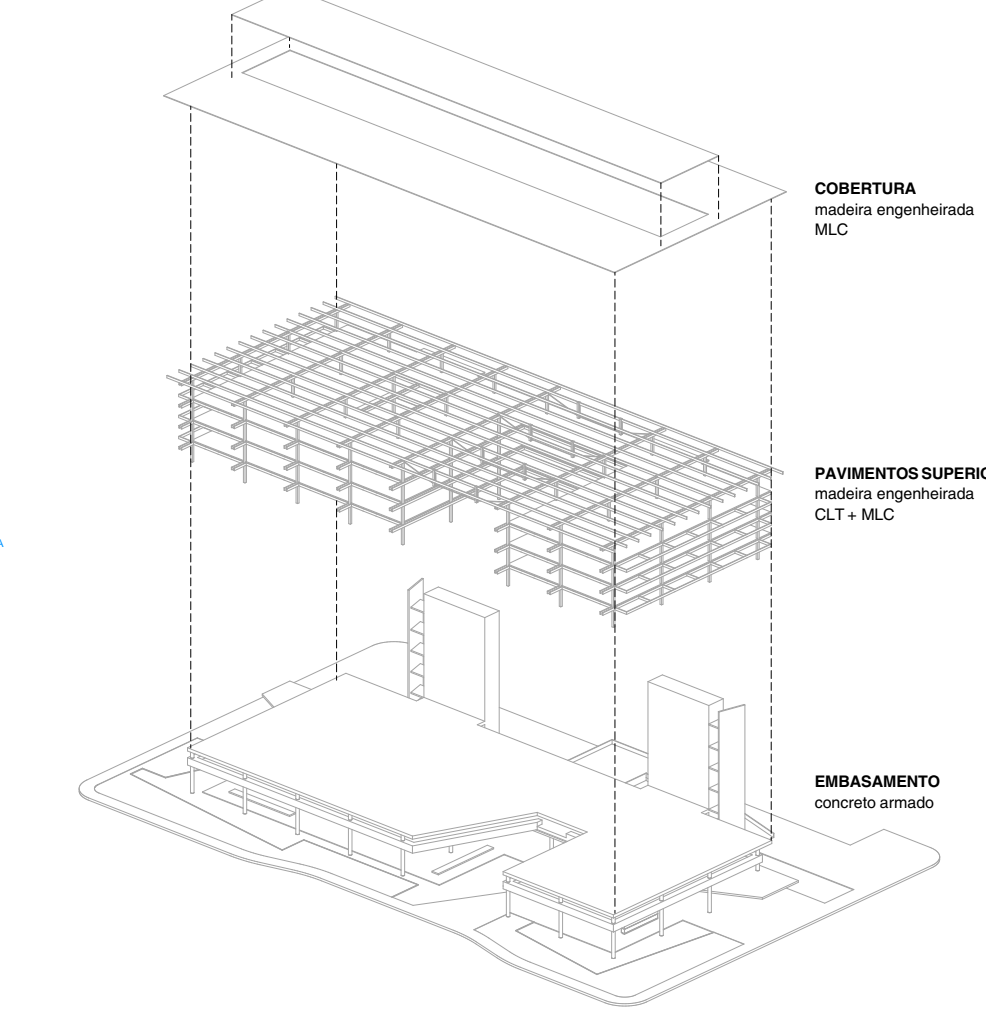 COBERTURA
madeira engenheirada
MLC
PAVIMENTOS SUPERIO
madeira engenheirada
CLT + MLC
A
EMBASAMENTO
concreto armado